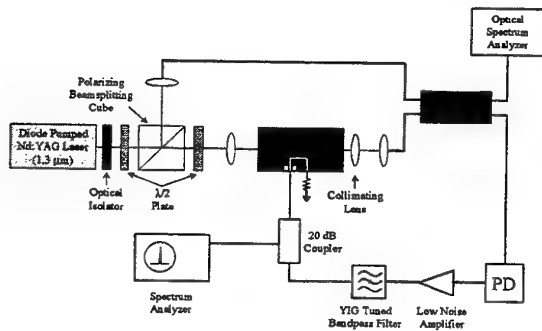 Optical
Spectrum
Analyzer
Polarizing
Beamsplitting
Cube
Diode Pumped
Nd:YAG Laser
(1.3 μm)
Optical
Isolator
λ/2
Plate
Collimating
Lens
20 dB
Coupler
Spectrum
Analyzer
YIG Tuned
Bandpass Filter
Low Noise
Amplifier
PD